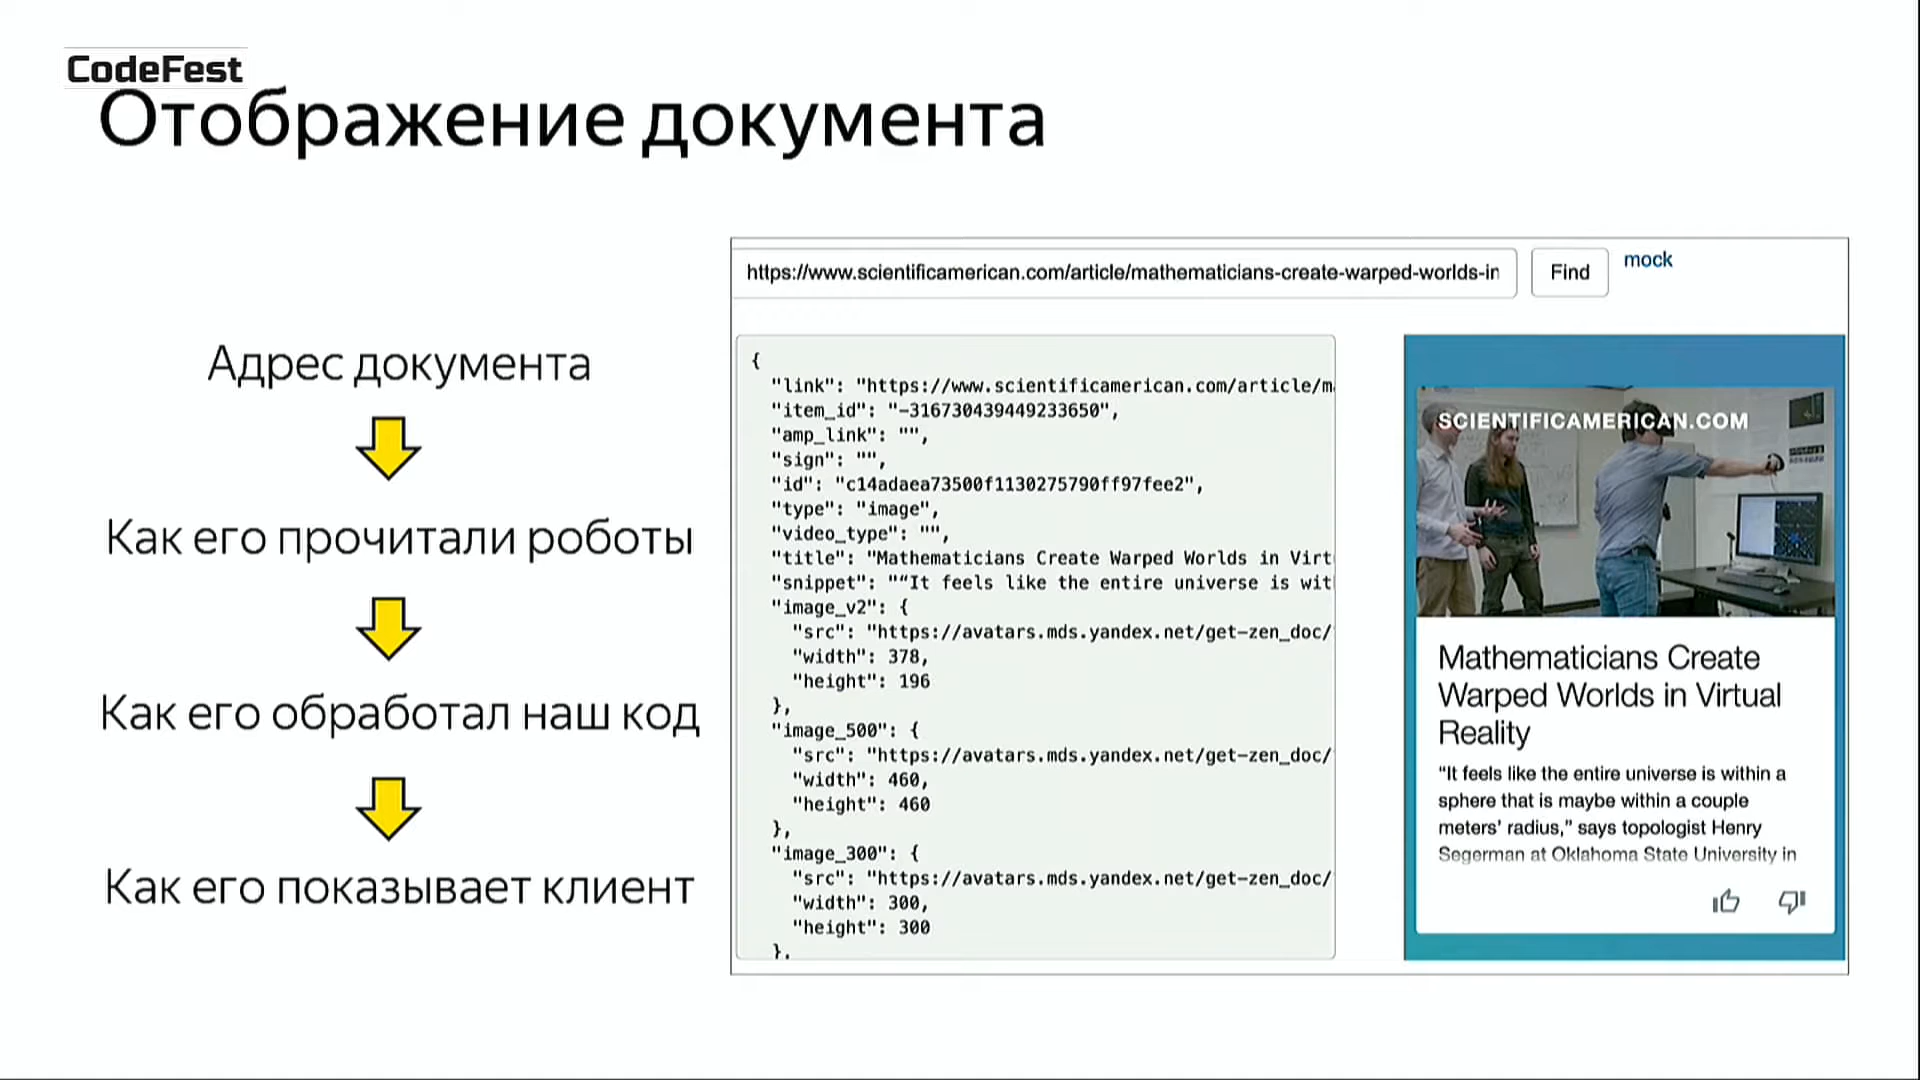 CodeFest
Отображение документа
Адрес документа
Как его прочитали роботы
Как его обработал наш код
Как его показывает клиент
https://www.scientificamerican.com/article/mathematicians-create-warped-worlds-in
Find
mock
{
"link": "https://www.scientificamerican.com/article/m
"item_id": "-316730439449233650",
"amp_link": "",
"sign": "",
"id": "c14adaea73500f1130275790ff97fee2",
"type": "image",
"video_type": "",
"title": "Mathematicians Create Warped Worlds in Virt
"snippet": "“It feels like the entire universe is wit
"image_v2": {
"src": "https://avatars.mds.yandex.net/get-zen_doc/
"width": 378,
"height": 196
},
"image_500": {
"src": "https://avatars.mds.yandex.net/get-zen_doc/
"width": 460,
"height": 460
},
"image_300": {
"src": "https://avatars.mds.yandex.net/get-zen_doc/
"width": 300,
"height": 300
},
SCIENTIFICAMERICAN.COM
Mathematicians Create
Warped Worlds in Virtual
Reality
“It feels like the entire universe is within a
sphere that is maybe within a couple
meters’ radius,” says topologist Henry
Segerman at Oklahoma State University in